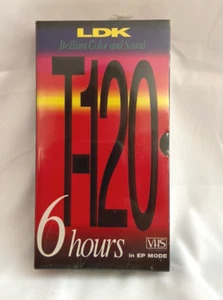 LDK
Brilliant Color and Sound
T-120
6 hours
VHS
in EP MODE